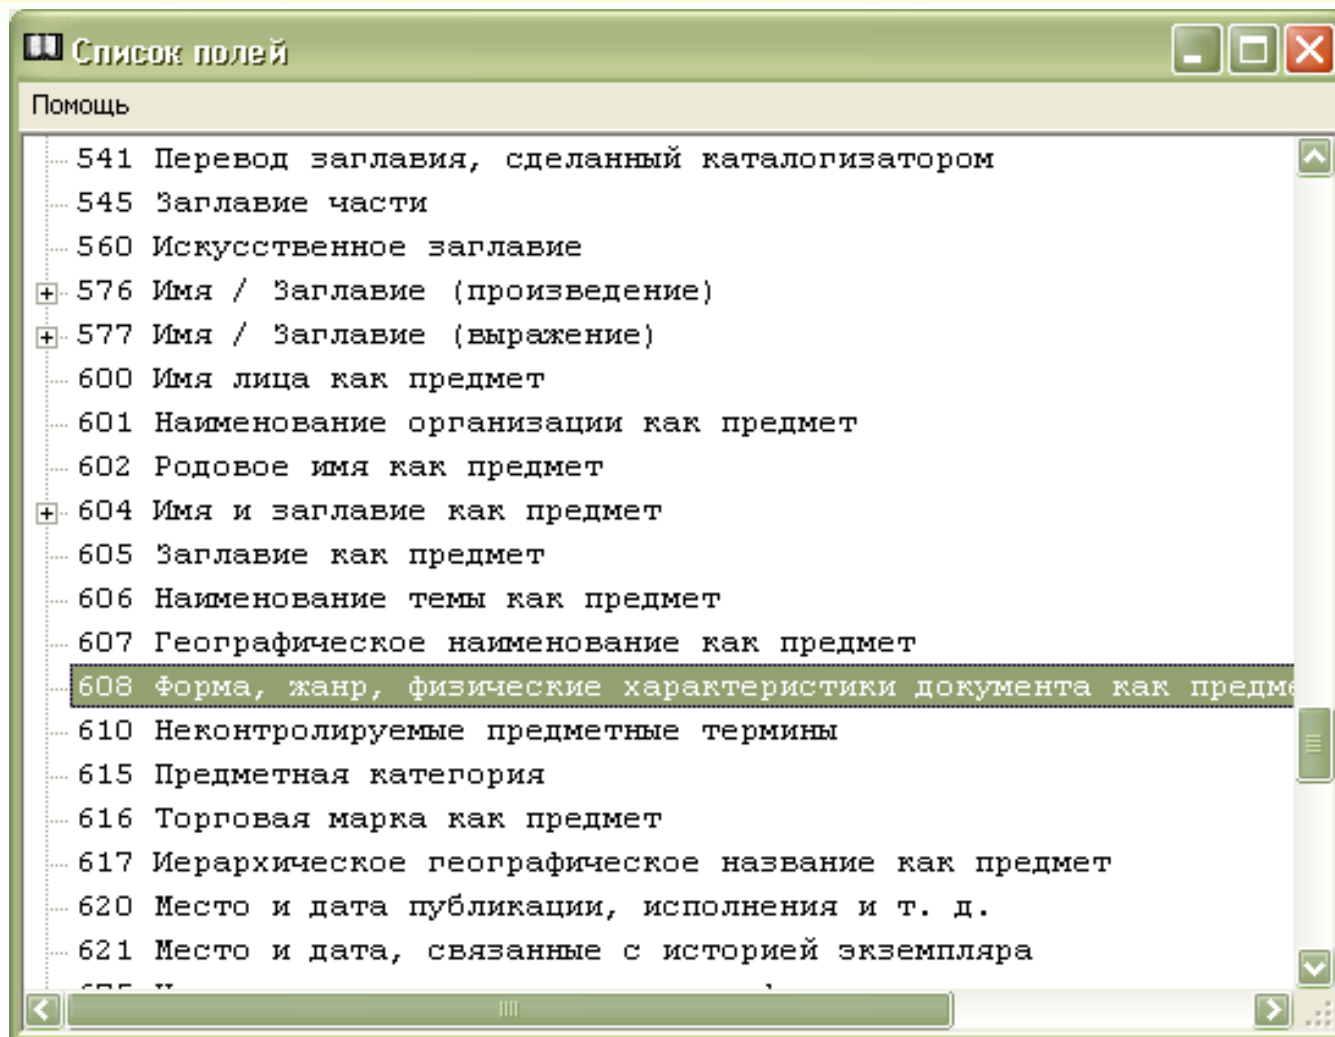 Список полей
Помощь
541 Перевод заглавия, сделанный каталогизатором
545 Заглавие части
560 Искусственное заглавие
576 Имя / Заглавие (произведение)
577 Имя / Заглавие (выражение)
600 Имя лица как предмет
601 Наименование организации как предмет
602 Родовое имя как предмет
604 Имя и заглавие как предмет
605 Заглавие как предмет
606 Наименование темы как предмет
607 Географическое наименование как предмет
608 Форма, жанр, физические характеристики документа как предме
610 Неконтролируемые предметные термины
615 Предметная категория
616 Торговая марка как предмет
617 Иерархическое географическое название как предмет
620 Место и дата публикации, исполнения и т. д.
621 Место и дата, связанные с историей экземпляра